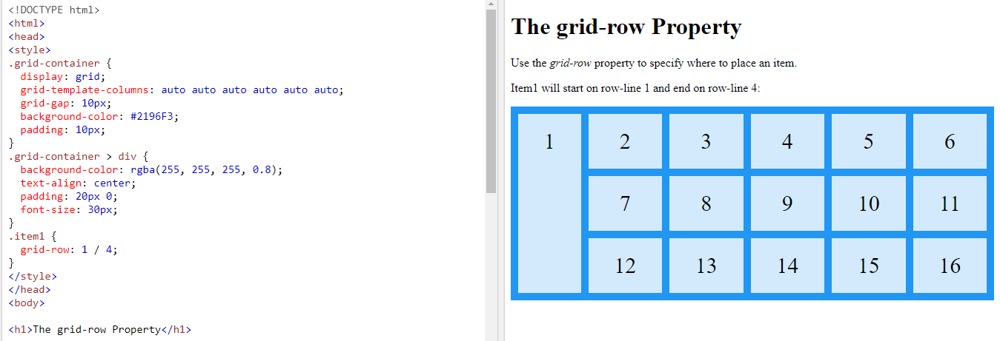 <!DOCTYPE html>
<html>
<head>
<style>
.grid-container {
  display: grid;
  grid-template-columns: auto auto auto auto auto auto;
  grid-gap: 10px;
  background-color: #2196F3;
  padding: 10px;
}
.grid-container > div {
  background-color: rgba(255, 255, 255, 0.8);
  text-align: center;
  padding: 20px 0;
  font-size: 30px;
}
.item1 {
  grid-row: 1 / 4;
}
</style>
</head>
<body>

<h1>The grid-row Property</h1>
The grid-row Property
Use the grid-row property to specify where to place an item.
Item1 will start on row-line 1 and end on row-line 4:
1 2 3 4 5 6
7 8 9 10 11
12 13 14 15 16